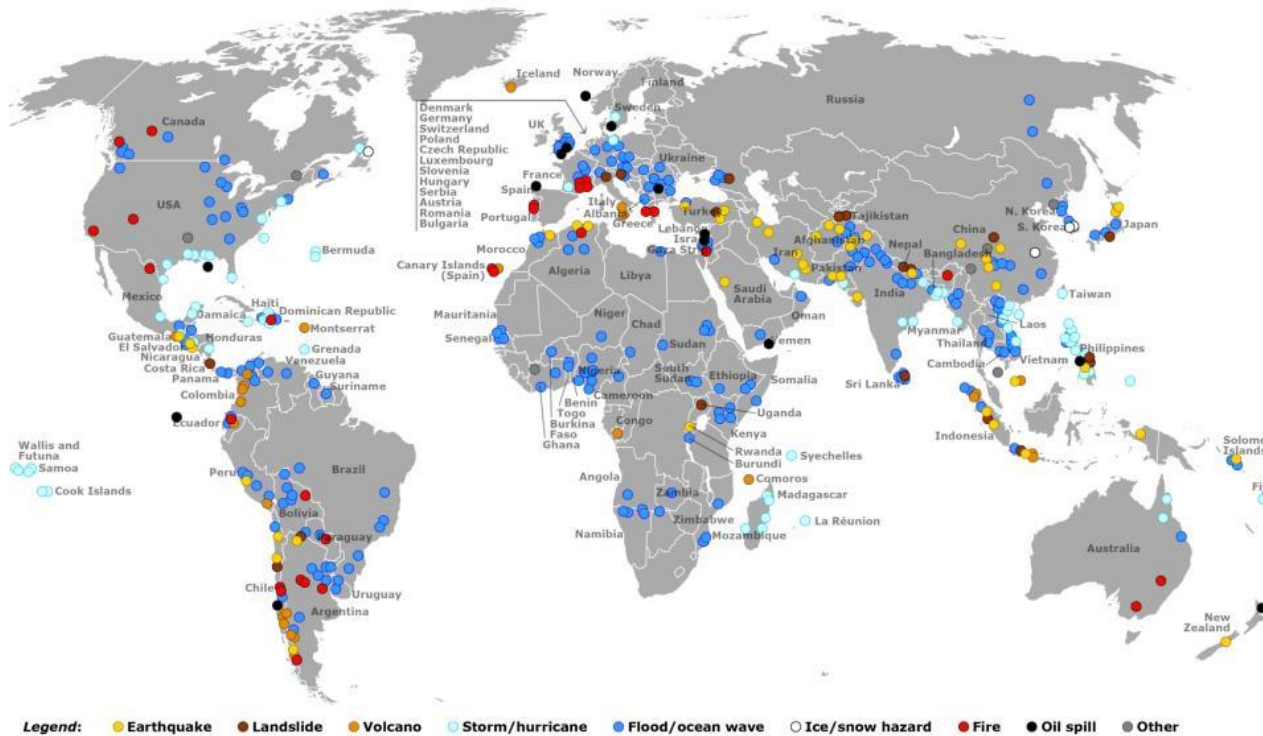 Iceland
Norway
Finland
Sweden
Russia
Denmark
Germany
Switzerland
Poland
Czech Republic
Luxembourg
Slovenia
Hungary
Serbia
Austria
Romania
Bulgaria
UK
Canada
Ukraine
France
USA
Spain
Italy
Albania
Portugal
Greece
Turkey
Tajikistan
N. Korea
S. Korea
Japan
China
Lebano
Isra
Gaza Str
Afghanistan
Nepal
Bangladesh
Iran
Bermuda
Morocco
Canary Islands
(Spain)
Algeria
Libya
Pakistan
India
Saudi
Arabia
Taiwan
Mexico
Haiti
Jamaica
Dominican Republic
Mauritania
Niger
Chad
Oman
Myanmar
Laos
Guatemala
Honduras
Montserrat
El Salvador
Senegal
Sudan
Yemen
Thailand
Philippines
Nicaragua
Grenada
Costa Rica
Venezuela
Cambodia
Vietnam
Panama
Guyana
Suriname
Nigeria
South
Sudan
Ethiopia
Somalia
Sri Lanka
Colombia
Benin
Togo
Burkina
Faso
Ghana
Cameroun
Uganda
Ecuador
Congo
Kenya
Indonesia
Wallis and
Futuna
Samoa
Cook Islands
Peru
Brazil
Rwanda
Burundi
Syechelles
Solomon
Islands
Angola
Comoros
Bolivia
Zambia
Madagascar
Fi
Namibia
Zimbabwe
Mozambique
La Réunion
Paraguay
Australia
Chile
Uruguay
Argentina
New
Zealand
Legend: Earthquake Landslide Volcano Storm/hurricane Flood/ocean wave Ice/snow hazard Fire Oil spill Other